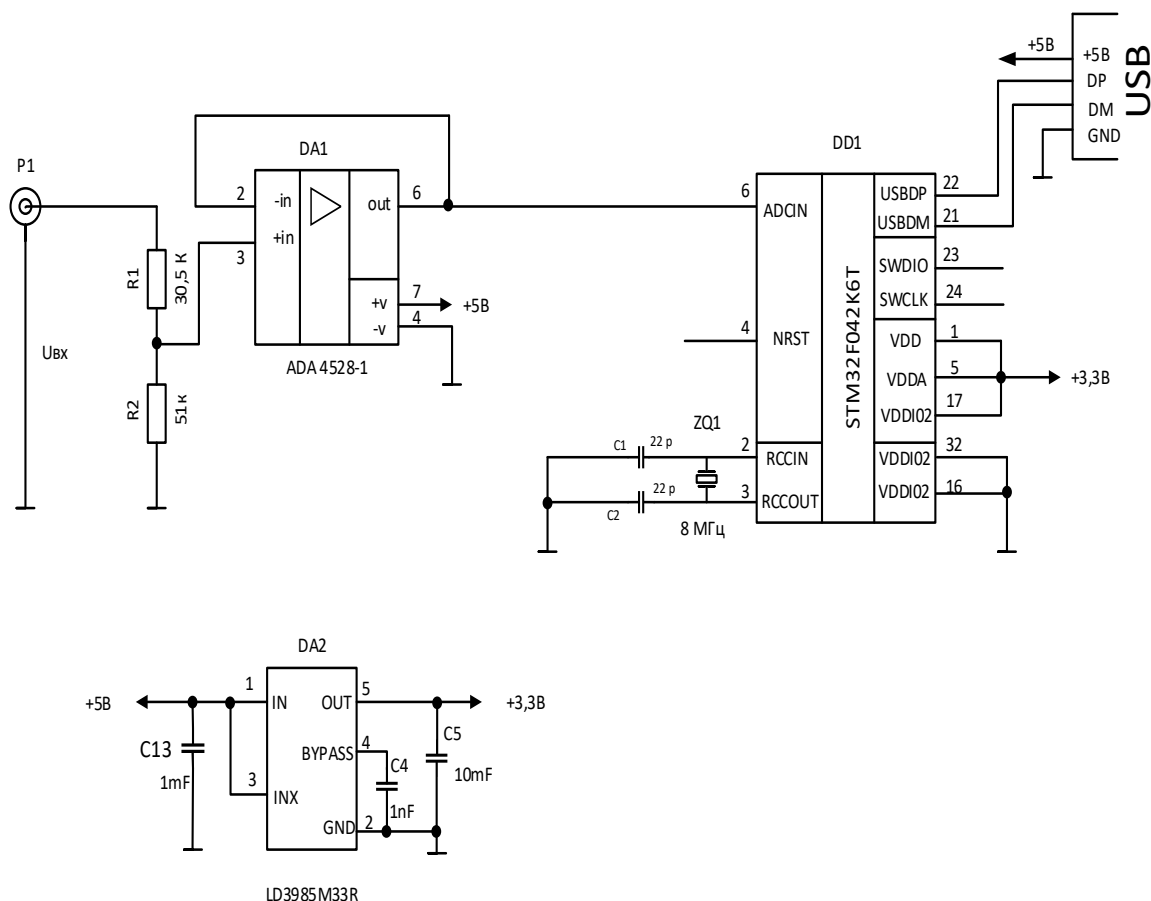 P1
Uвх
R1
30,5 К
R2
51к
DA1
2
-in
+in
3
out
6
+v
7
+5В
-v
4
ADA 4528-1
DD1
6
ADCIN
4
NRST
2
RCCIN
3
RCCOUT
STM32F042K6T
USBDP
22
USBDM
21
SWDIO
23
SWCLK
24
VDD
1
VDDA
5
VDDI02
17
VDDI02
32
VDDI02
16
+3,3В
C1
22 p
C2
22 p
ZQ1
8 МГц
+5В
+5В
DP
DM
GND
USB
DA2
+5В
1
IN
OUT
5
+3,3В
C13
1mF
BYPASS
4
C4
1nF
C5
10mF
3
INX
GND
2
LD3985M33R